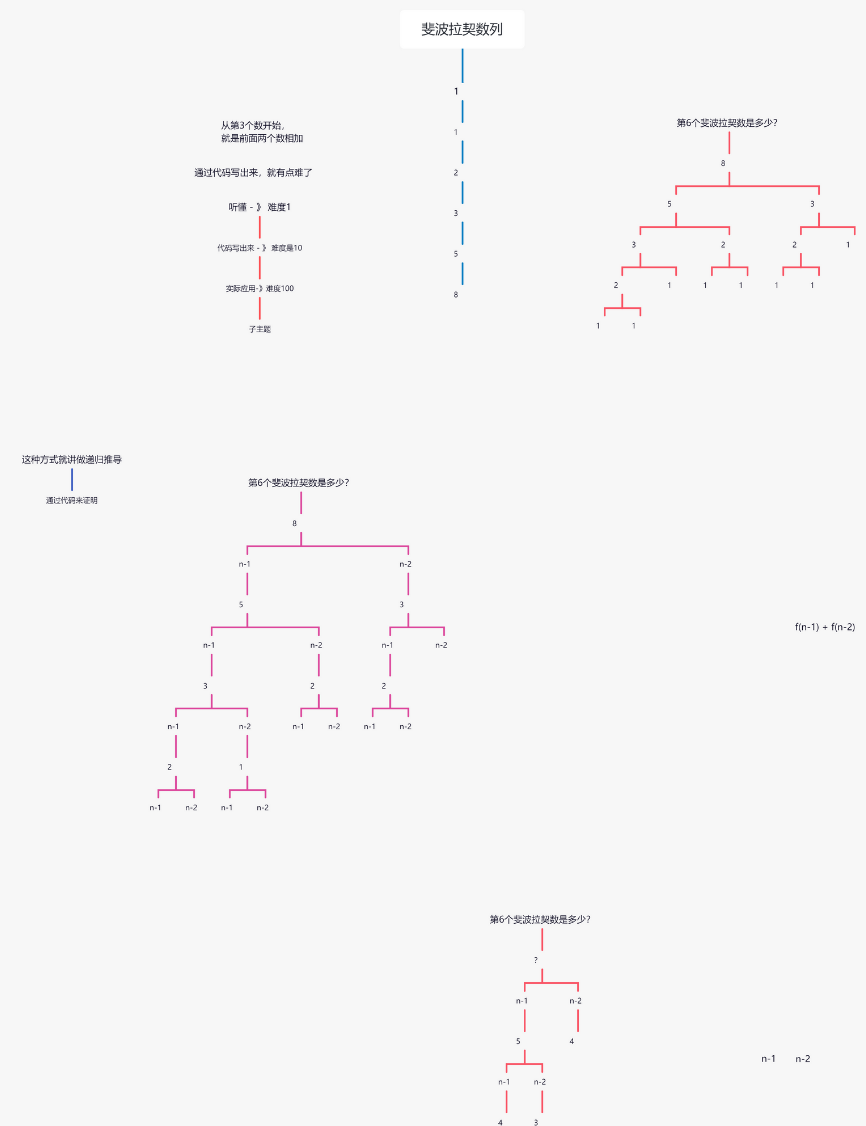 斐波拉契数列
1
1
2
3
5
8
从第3个数开始，
就是前面两个数相加
通过代码写出来，就有点难了
听懂 - 》 难度1
代码写出来 - 》 难度是10
实际应用-》难度100
子主题
第6个斐波拉契数是多少？
8
5 3
3 2 2 1
2 1 1 1 1 1
1 1
这种方式就讲做递归推导
通过代码来证明
第6个斐波拉契数是多少？
8
n-1 n-2
5 3
n-1 n-2 n-1 n-2
3 2 2
n-1 n-2 n-1 n-2 n-1 n-2
2 1
n-1 n-2 n-1 n-2
f(n-1) + f(n-2)
第6个斐波拉契数是多少？
?
n-1 n-2
5 4
n-1 n-2
4 3
n-1 n-2